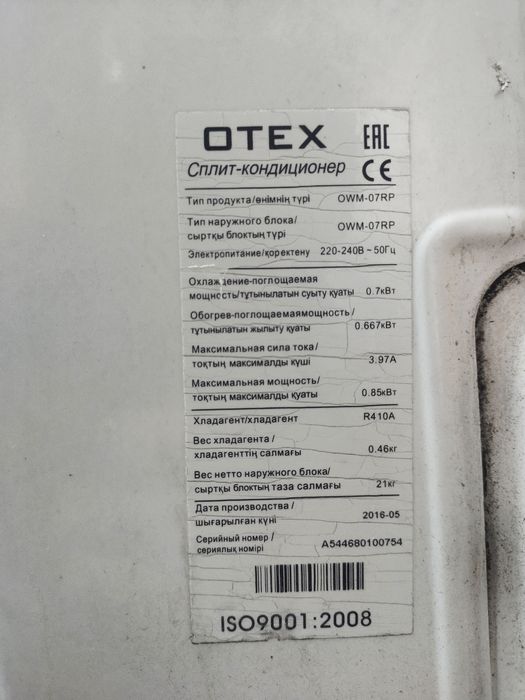 OTEX EAC
Сплит-кондиционер CE
Тип продукта/өнімнің түрі OWM-07RP
Тип наружного блока/
сыртқы блоктың түрі OWM-07RP
Электропитание/қоректену 220-240В ~ 50Гц
Охлаждение-поглощаемая
мощность/тұтынылатын суыту қуаты 0.7кВт
Обогрев-поглощаемаямощность/
тұтынылатын жылыту қуаты 0.667кВт
Максимальная сила тока/
тоқтың максималды күші 3.97A
Максимальная мощность/
тоқтың максималды қуаты 0.85кВт
Хладагент/хладагент R410A
Вес хладагента /
хладагенттің салмағы 0.46кг
Вес нетто наружного блока/
сыртқы блоктың таза салмағы 21кг
Дата производства /
шығарылған күні 2016-05
Серийный номер /
сериялық нөмірі A544680100754
ISO9001:2008